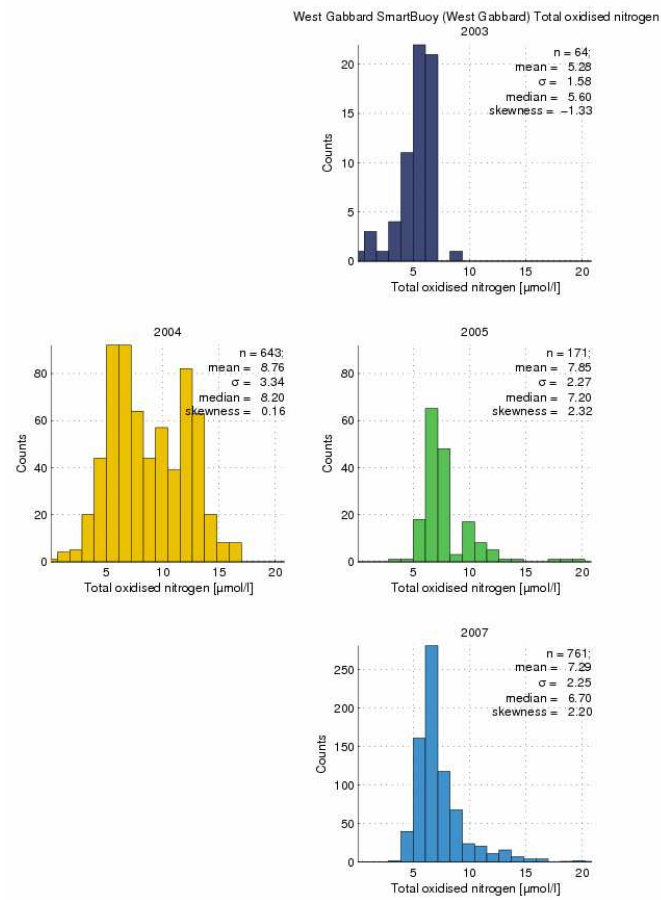 West Gabbard SmartBuoy (West Gabbard) Total oxidised nitrogen
2003
n = 64;
mean = 5.28
σ = 1.58
median = 5.60
skewness = −1.33
20
15
10
5
0
Counts
5 10 15 20
Total oxidised nitrogen [µmol/l]
2004
n = 643;
mean = 8.76
σ = 3.34
median = 8.20
skewness = 0.16
80
60
40
20
0
Counts
5 10 15 20
Total oxidised nitrogen [µmol/l]
2005
n = 171;
mean = 7.85
σ = 2.27
median = 7.20
skewness = 2.32
80
60
40
20
0
Counts
5 10 15 20
Total oxidised nitrogen [µmol/l]
2007
n = 761;
mean = 7.29
σ = 2.25
median = 6.70
skewness = 2.20
250
200
150
100
50
0
Counts
5 10 15 20
Total oxidised nitrogen [µmol/l]